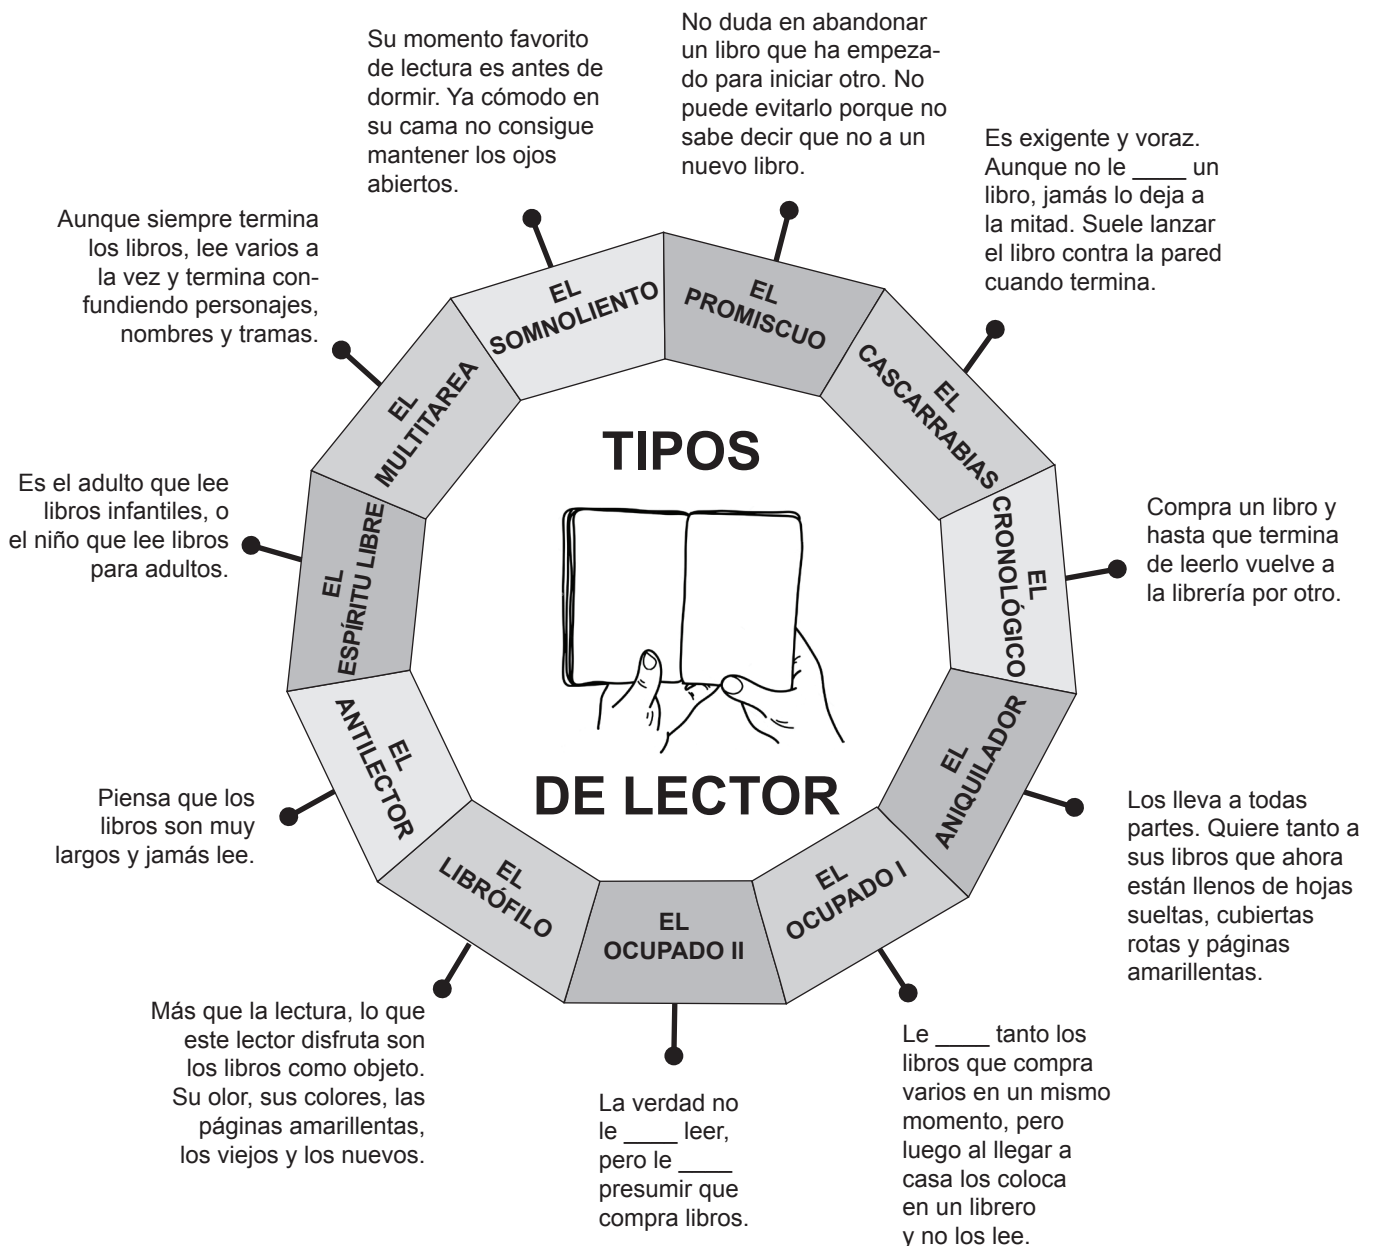 Su momento favorito
de lectura es antes de
dormir. Ya cómodo en
su cama no consigue
mantener los ojos
abiertos.
No duda en abandonar
un libro que ha empeza-
do para iniciar otro. No
puede evitarlo porque no
sabe decir que no a un
nuevo libro.
Es exigente y voraz.
Aunque no le ____ un
libro, jamás lo deja a
la mitad. Suele lanzar
el libro contra la pared
cuando termina.
Aunque siempre termina
los libros, lee varios a
la vez y termina con-
fundiendo personajes,
nombres y tramas.
EL
SOMNOLIENTO
EL
PROMISCUO
EL
CASCARRABIAS
EL
MULTITAREA
TIPOS
Es el adulto que lee
libros infantiles, o
el niño que lee libros
para adultos.
EL
ESPÍRITU LIBRE
EL
CRONOLÓGICO
Compra un libro y
hasta que termina
de leerlo vuelve a
la librería por otro.
EL
ANTILECTOR
EL
ANIQUILADOR
DE LECTOR
Piensa que los
libros son muy
largos y jamás lee.
Los lleva a todas
partes. Quiere tanto a
sus libros que ahora
están llenos de hojas
sueltas, cubiertas
rotas y páginas
amarillentas.
EL
LIBRÓFILO
EL
OCUPADO II
EL
OCUPADO I
Más que la lectura, lo que
este lector disfruta son
los libros como objeto.
Su olor, sus colores, las
páginas amarillentas,
los viejos y los nuevos.
La verdad no
le ____ leer,
pero le ____
presumir que
compra libros.
Le ____ tanto los
libros que compra
varios en un mismo
momento, pero
luego al llegar a
casa los coloca
en un librero
y no los lee.